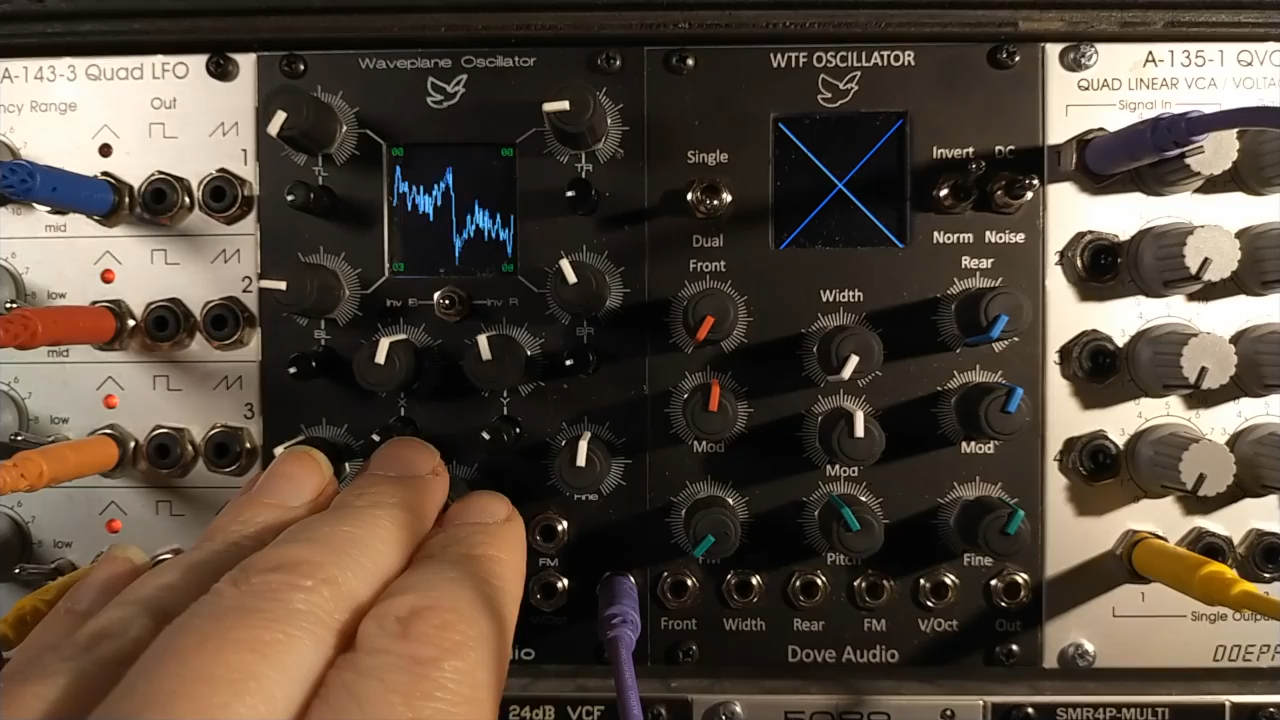 A-143-3 Quad LFO
ncy Range
Out
1
mid
low
2
mid
low
3
low
Waveplane Oscillator
TL
TR
00
00
03
08
Inv B
Inv R
BL
BR
X
Y
Fine
FM
V/Oct
WTF OSCILLATOR
Single
Dual
Front
Invert
DC
Norm
Noise
Rear
Width
Mod
Mod
Mod
FM
Pitch
Fine
Front
Width
Rear
FM
V/Oct
Out
Dove Audio
A-135-1 QVC
QUAD LINEAR VCA / VOLTA
Signal In
1
2
3
4
1
Single Outpu
DOEPF
24dB VCF
SMR4P-MULTI